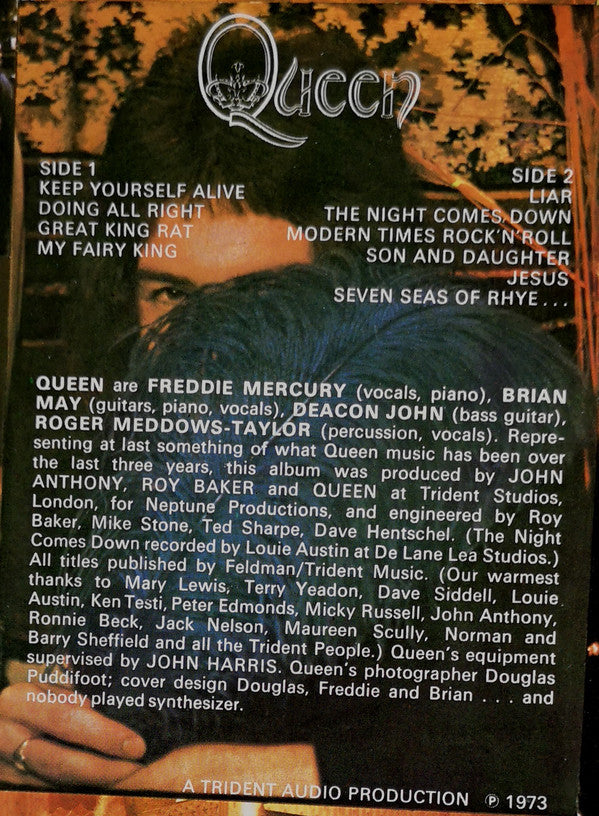 Queen
SIDE 1
KEEP YOURSELF ALIVE
DOING ALL RIGHT
GREAT KING RAT
MY FAIRY KING
SIDE 2
LIAR
THE NIGHT COMES DOWN
MODERN TIMES ROCK'N'ROLL
SON AND DAUGHTER
JESUS
SEVEN SEAS OF RHYE...
QUEEN are FREDDIE MERCURY (vocals, piano), BRIAN
MAY (guitars, piano, vocals), DEACON JOHN (bass guitar),
ROGER MEDDOWS-TAYLOR (percussion, vocals). Repre-
senting at last something of what Queen music has been over
the last three years, this album was produced by JOHN
ANTHONY, ROY BAKER and QUEEN at Trident Studios,
London, for Neptune Productions, and engineered by Roy
Baker, Mike Stone, Ted Sharpe, Dave Hentschel. (The Night
Comes Down recorded by Louie Austin at De Lane Lea Studios.)
All titles published by Feldman/Trident Music. (Our warmest
thanks to Mary Lewis, Terry Yeadon, Dave Siddell, Louie
Austin, Ken Testi, Peter Edmonds, Micky Russell, John Anthony,
Ronnie Beck, Jack Nelson, Maureen Scully, Norman and
Barry Sheffield and all the Trident People.) Queen's equipment
supervised by JOHN HARRIS. Queen's photographer Douglas
Puddifoot; cover design Douglas, Freddie and Brian ... and
nobody played synthesizer.
A TRIDENT AUDIO PRODUCTION ℗ 1973